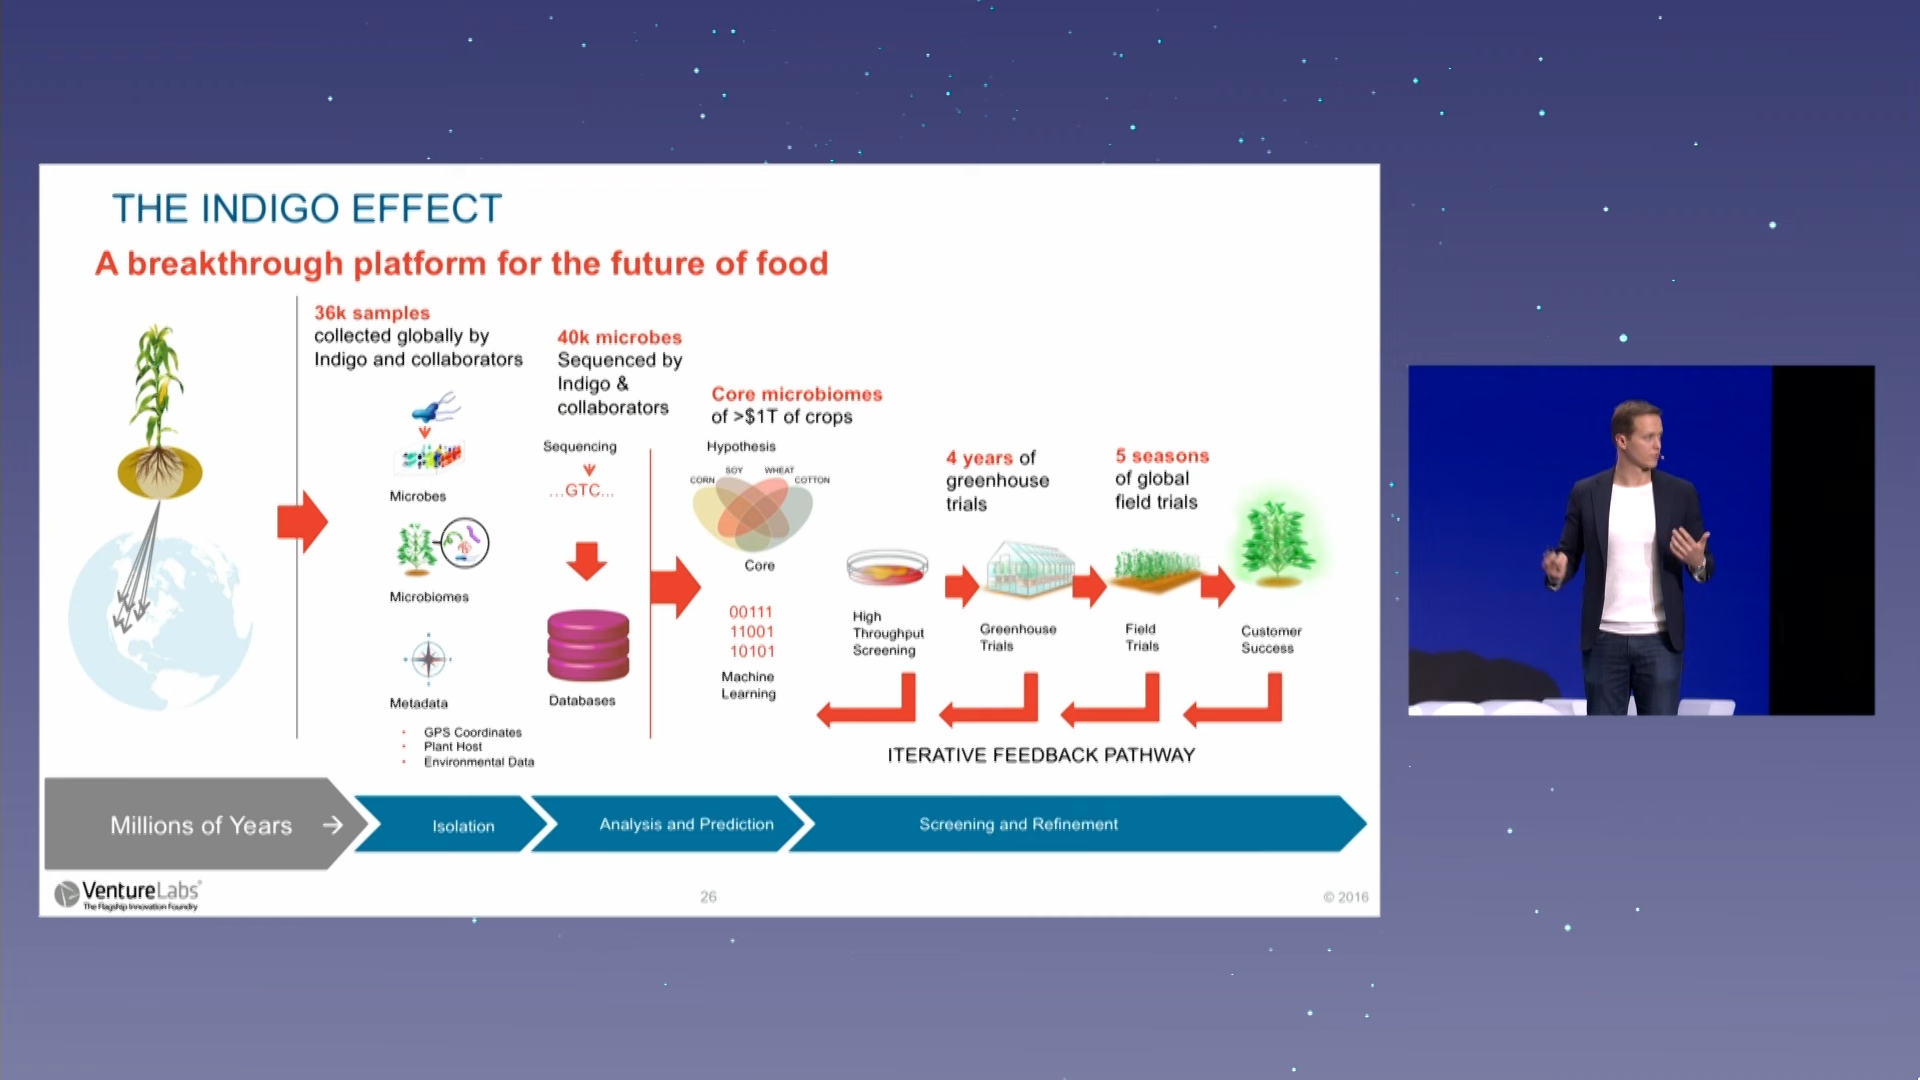 THE INDIGO EFFECT
A breakthrough platform for the future of food
36k samples
collected globally by
Indigo and collaborators
Microbes
Microbiomes
Metadata
GPS Coordinates
Plant Host
Environmental Data
40k microbes
Sequenced by
Indigo &
collaborators
Sequencing
...GTC...
Databases
Core microbiomes
of >$1T of crops
Hypothesis
CORN
SOY
WHEAT
COTTON
Core
00111
11001
10101
Machine
Learning
High
Throughput
Screening
4 years of
greenhouse
trials
Greenhouse
Trials
5 seasons
of global
field trials
Field
Trials
Customer
Success
ITERATIVE FEEDBACK PATHWAY
Millions of Years →
Isolation
Analysis and Prediction
Screening and Refinement
VentureLabs®
The Flagship Innovation Foundry
26
© 2016